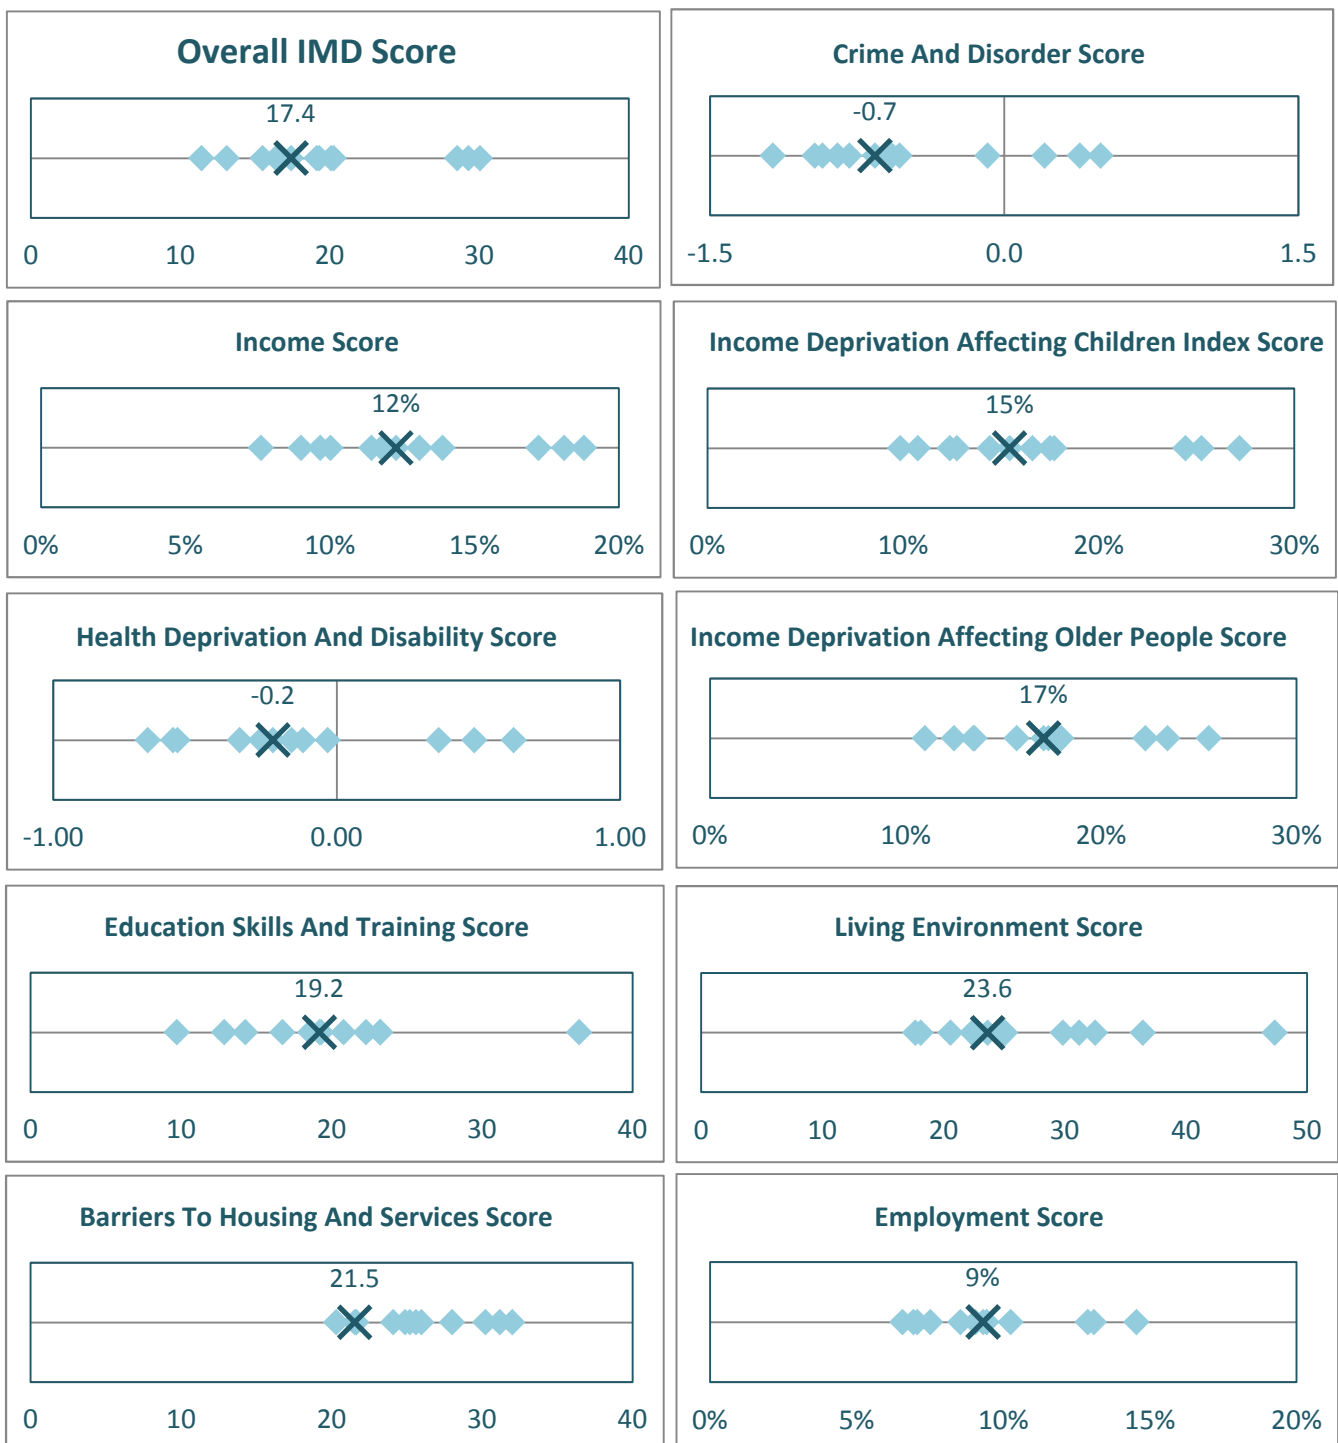 Overall IMD Score
17.4
0 10 20 30 40
Crime And Disorder Score
-0.7
-1.5 0.0 1.5
Income Score
12%
0% 5% 10% 15% 20%
Income Deprivation Affecting Children Index Score
15%
0% 10% 20% 30%
Health Deprivation And Disability Score
-0.2
-1.00 0.00 1.00
Income Deprivation Affecting Older People Score
17%
0% 10% 20% 30%
Education Skills And Training Score
19.2
0 10 20 30 40
Living Environment Score
23.6
0 10 20 30 40 50
Barriers To Housing And Services Score
21.5
0 10 20 30 40
Employment Score
9%
0% 5% 10% 15% 20%